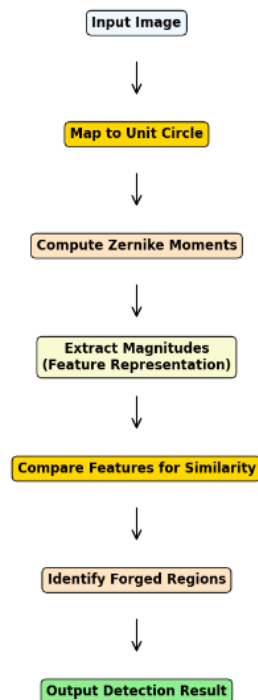 Input Image
Map to Unit Circle
Compute Zernike Moments
Extract Magnitudes
(Feature Representation)
Compare Features for Similarity
Identify Forged Regions
Output Detection Result